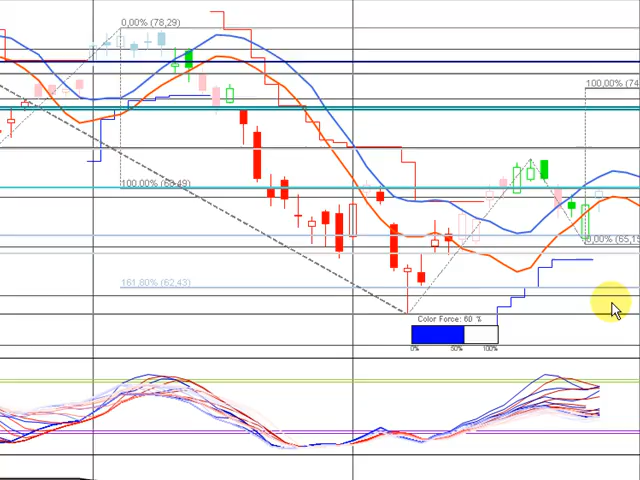 0,00% (78,29)
100,00% (74
100,00% (68,49)
0,00% (65,15
161,80% (62,43)
Color Force: 60 %
0% 50% 100%